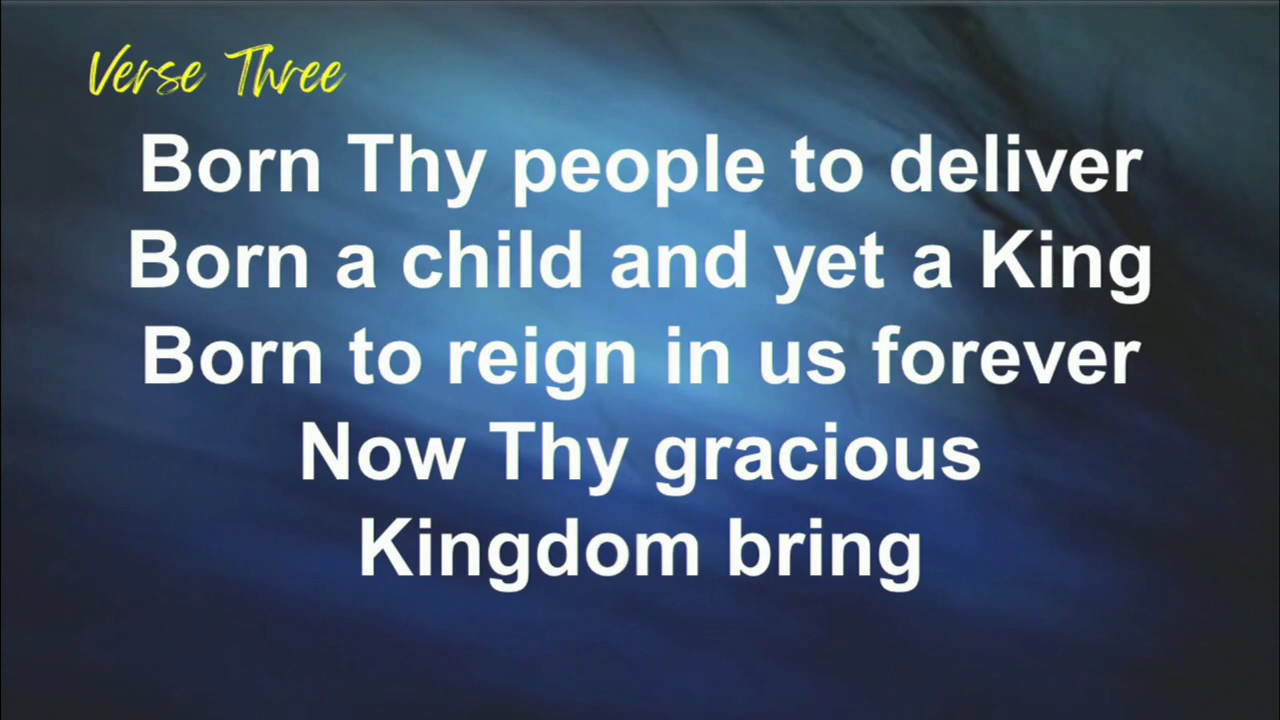 Verse Three
Born Thy people to deliver
Born a child and yet a King
Born to reign in us forever
Now Thy gracious
Kingdom bring